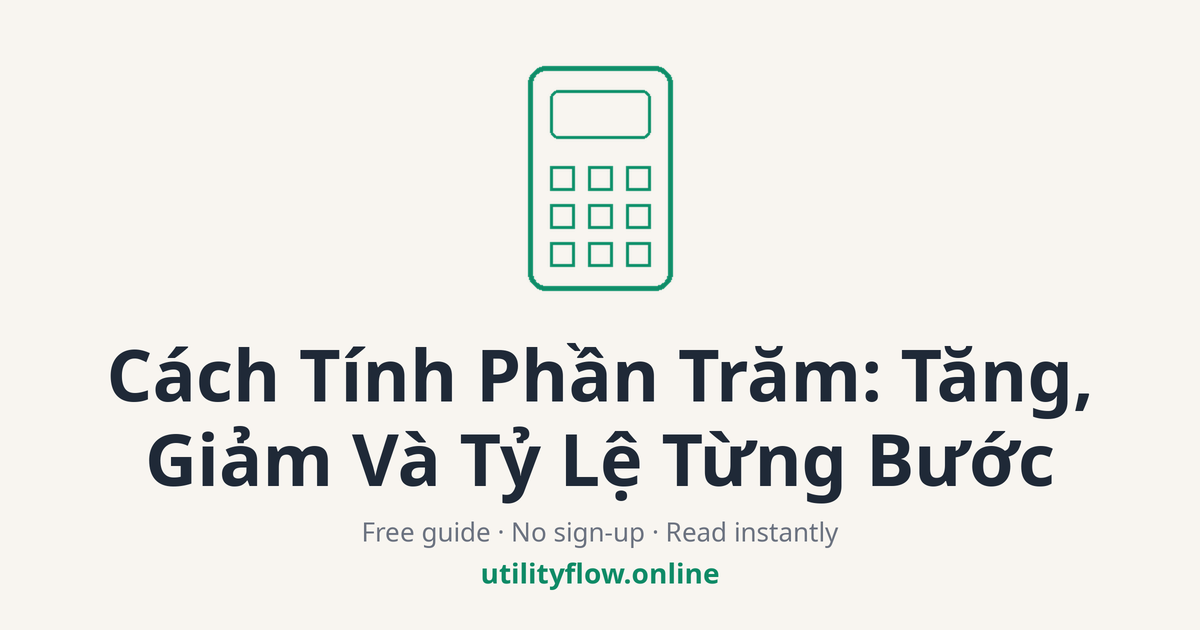 Cách Tính Phần Trăm: Tăng,
Giảm Và Tỷ Lệ Từng Bước
Free guide · No sign-up · Read instantly
utilityflow.online